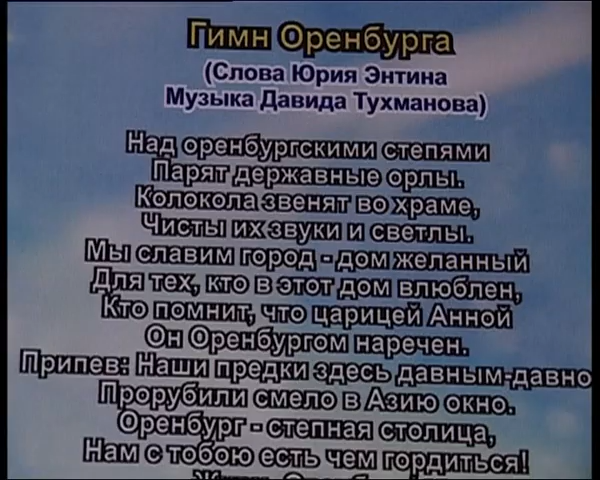 Гимн Оренбурга
(Слова Юрия Энтина
Музыка Давида Тухманова)
Над оренбургскими степями
Парят державные орлы.
Колокола звенят во храме,
Чисты их звуки и светлы.
Мы славим город - дом желанный
Для тех, кто в этот дом влюблен,
Кто помнит, что царицей Анной
Он Оренбургом наречен.
Припев: Наши предки здесь давным-давно
Прорубили смело в Азию окно.
Оренбург - степная столица,
Нам с тобою есть чем гордиться!